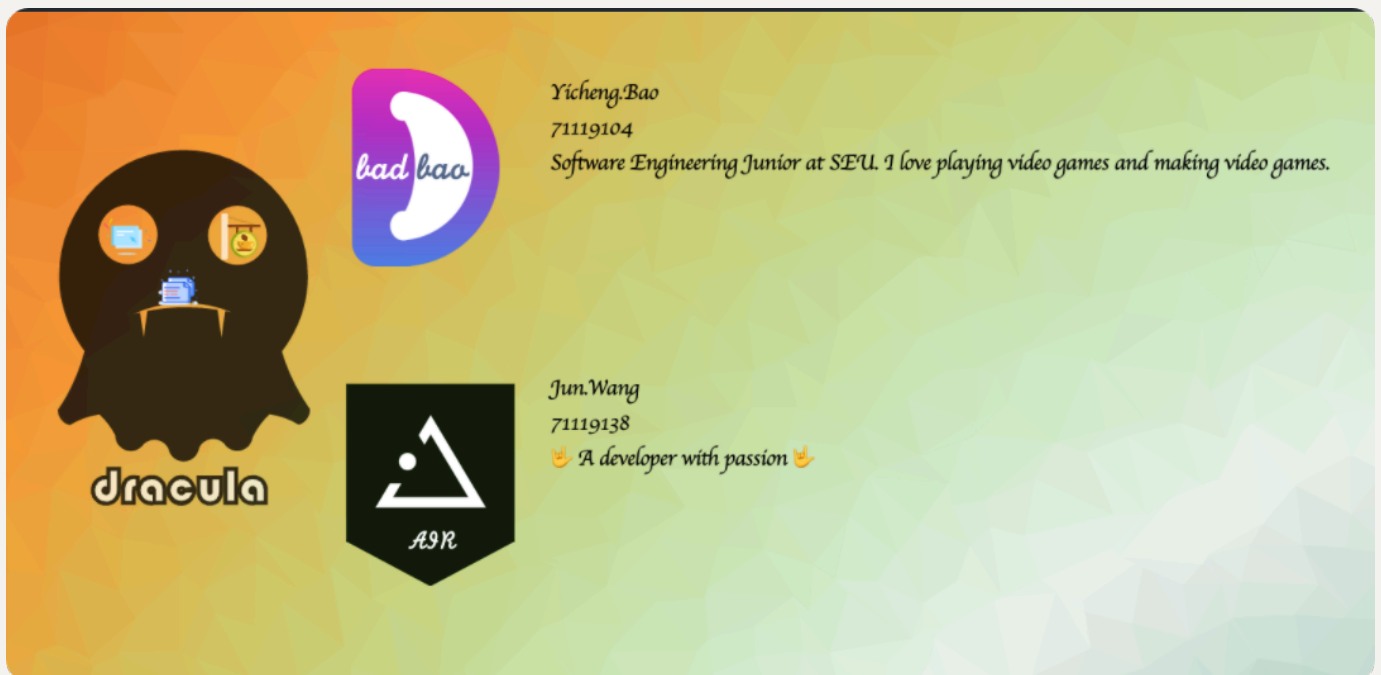 Yicheng.Bao
71119104
Software Engineering Junior at SEU. I love playing video games and making video games.
bad bao
dracula
Jun.Wang
71119138
🤟 A developer with passion 🤟
AIR